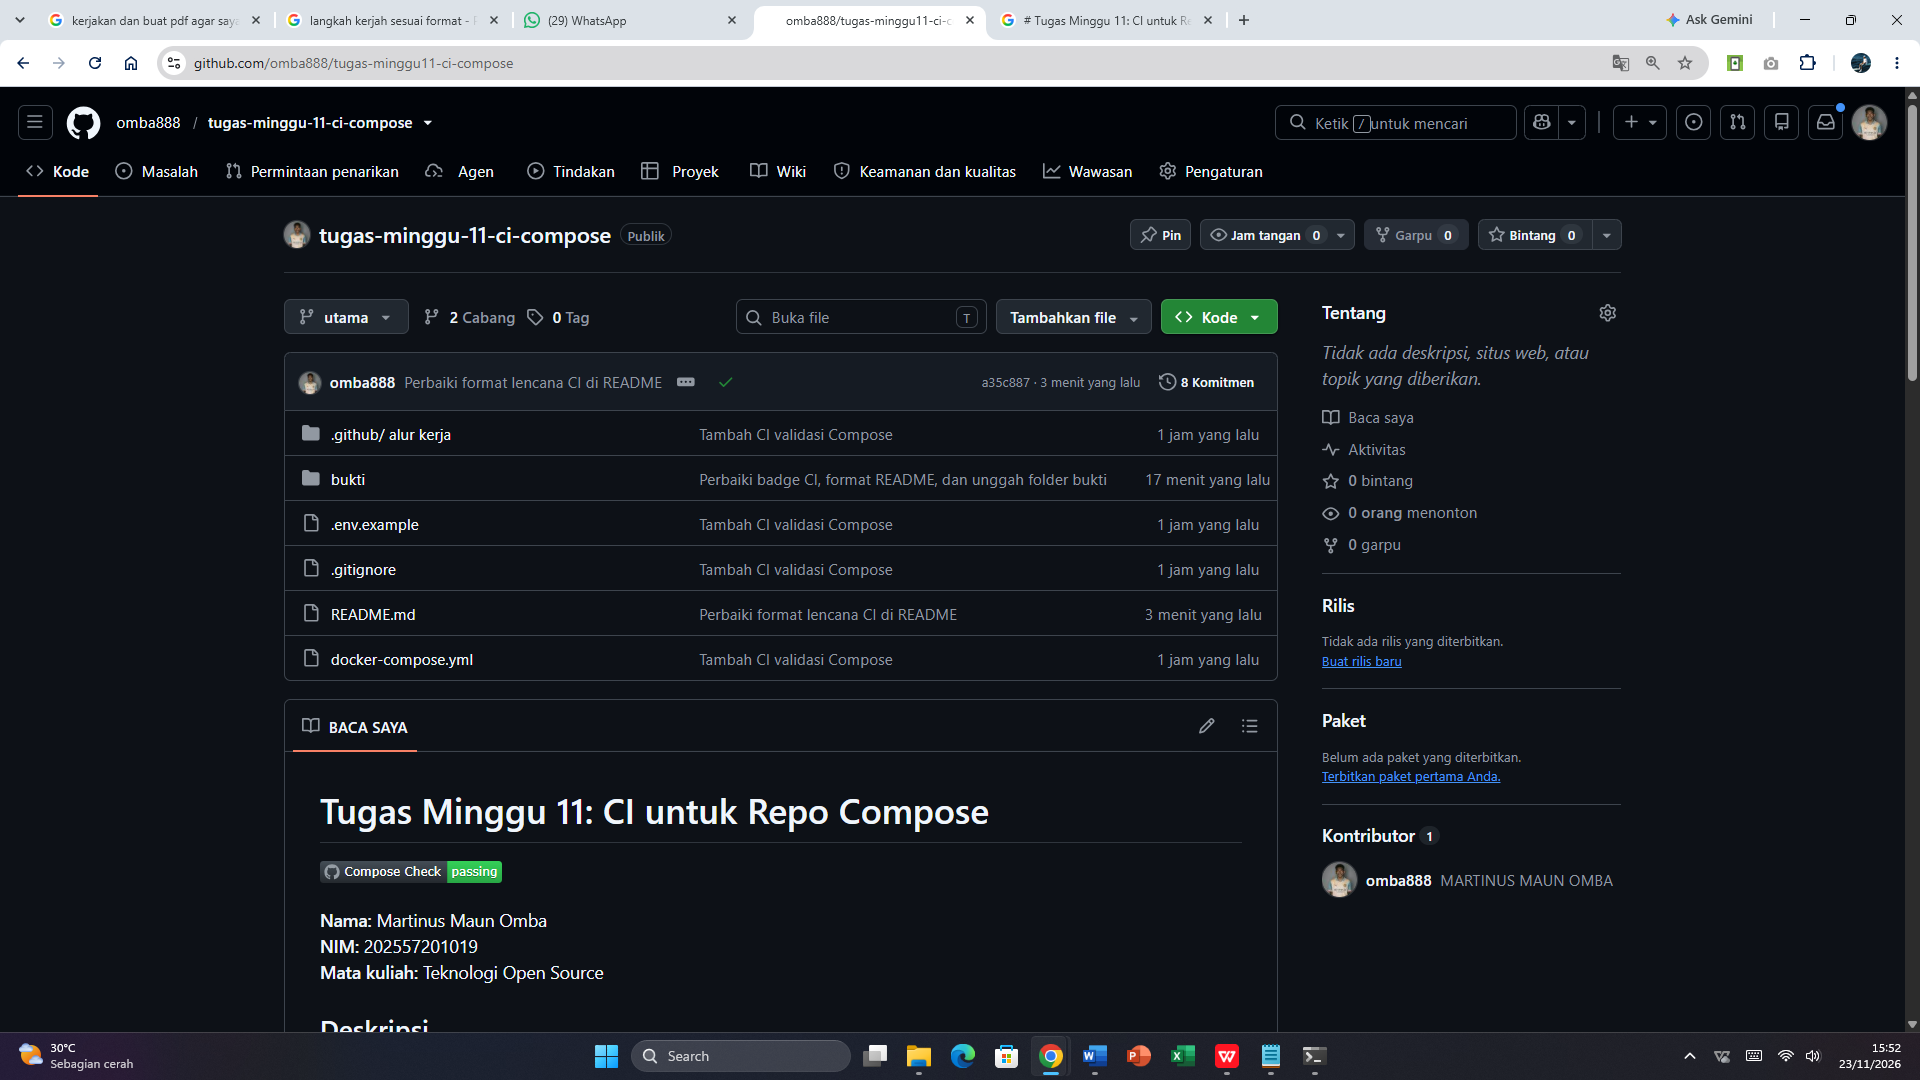 kerjakan dan buat pdf agar saya
langkah kerjah sesuai format -
(29) WhatsApp
omba888/tugas-minggu11-ci-c
# Tugas Minggu 11: CI untuk Re
Ask Gemini
github.com/omba888/tugas-minggu11-ci-compose
omba888 / tugas-minggu-11-ci-compose
Ketik / untuk mencari
Kode
Masalah
Permintaan penarikan
Agen
Tindakan
Proyek
Wiki
Keamanan dan kualitas
Wawasan
Pengaturan
tugas-minggu-11-ci-compose Publik
Pin
Jam tangan 0
Garpu 0
Bintang 0
utama
2 Cabang
0 Tag
Buka file T
Tambahkan file
Kode
omba888 Perbaiki format lencana CI di README
a35c887 · 3 menit yang lalu
8 Komitmen
.github/ alur kerja Tambah CI validasi Compose 1 jam yang lalu
bukti Perbaiki badge CI, format README, dan unggah folder bukti 17 menit yang lalu
.env.example Tambah CI validasi Compose 1 jam yang lalu
.gitignore Tambah CI validasi Compose 1 jam yang lalu
README.md Perbaiki format lencana CI di README 3 menit yang lalu
docker-compose.yml Tambah CI validasi Compose 1 jam yang lalu
BACA SAYA
Tugas Minggu 11: CI untuk Repo Compose
Compose Check passing
Nama: Martinus Maun Omba
NIM: 202557201019
Mata kuliah: Teknologi Open Source
Deskripsi
Tentang
Tidak ada deskripsi, situs web, atau
topik yang diberikan.
Baca saya
Aktivitas
0 bintang
0 orang menonton
0 garpu
Rilis
Tidak ada rilis yang diterbitkan.
Buat rilis baru
Paket
Belum ada paket yang diterbitkan.
Terbitkan paket pertama Anda.
Kontributor 1
omba888 MARTINUS MAUN OMBA
30°C
Sebagian cerah
Search
15:52
23/11/2026